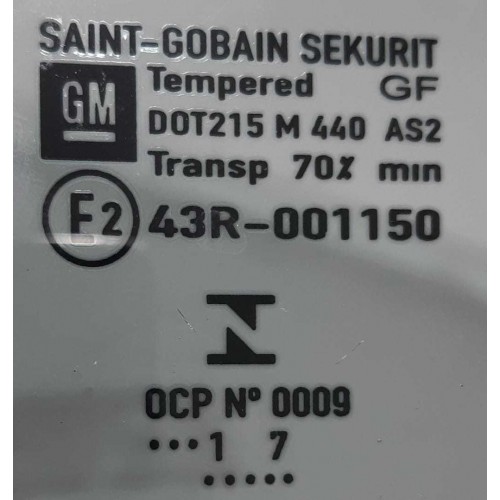 SAINT-GOBAIN SEKURIT
GM
Tempered GF
DOT215 M 440 AS2
Transp 70% min
E2 43R-001150
OCP Nº 0009
•••1 7
•••••